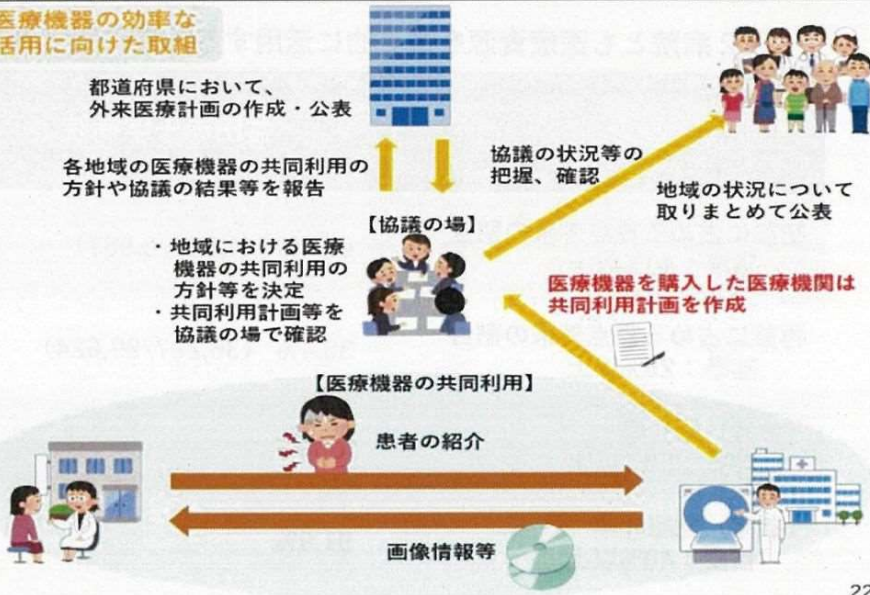 医療機器の効率な
活用に向けた取組
都道府県において、
外来医療計画の作成・公表
各地域の医療機器の共同利用の
方針や協議の結果等を報告
協議の状況等の
把握、確認
地域の状況について
取りまとめて公表
【協議の場】
・地域における医療
機器の共同利用の
方針等を決定
・共同利用計画等を
協議の場で確認
医療機器を購入した医療機関は
共同利用計画を作成
【医療機器の共同利用】
患者の紹介
画像情報等
22